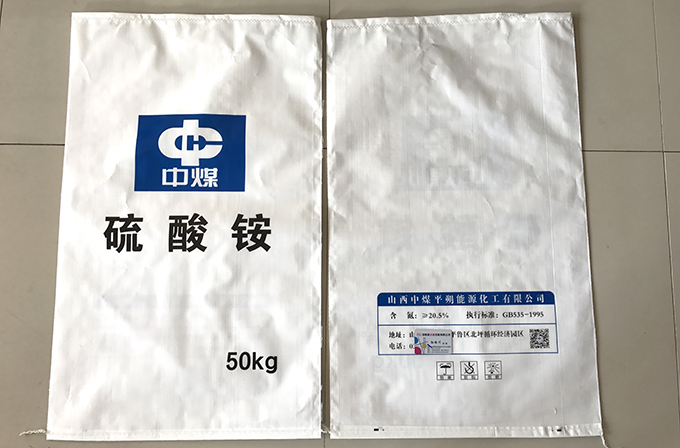 中煤
硫酸铵
50kg
山西中煤平朔能源化工有限公司
含 氮：≥20.5% 执行标准：GB535-1995
地址：山 平鲁区北坪循环经济园区
电话：0